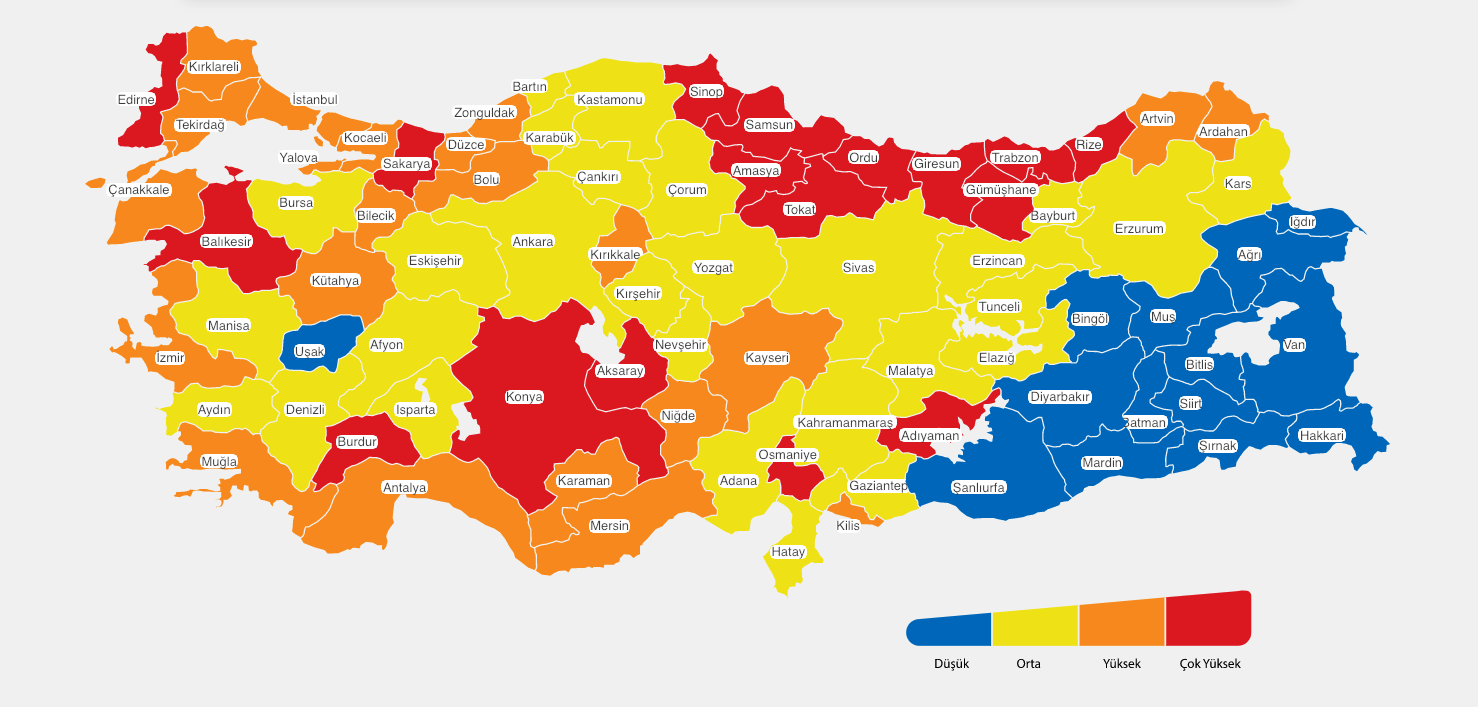 Kırklareli
Edirne
İstanbul
Tekirdağ
Kocaeli
Yalova
Sakarya
Zonguldak
Düzce
Bolu
Bartın
Kastamonu
Karabük
Çankırı
Sinop
Samsun
Amasya
Çorum
Tokat
Ordu
Giresun
Trabzon
Gümüşhane
Rize
Artvin
Ardahan
Kars
Bayburt
Erzurum
Iğdır
Ağrı
Çanakkale
Bursa
Bilecik
Balıkesir
Kütahya
Eskişehir
Ankara
Kırıkkale
Kırşehir
Yozgat
Sivas
Erzincan
Tunceli
Bingöl
Muş
Van
Bitlis
Manisa
Uşak
Afyon
Izmir
Nevşehir
Aksaray
Kayseri
Malatya
Elazığ
Diyarbakır
Siirt
Batman
Şırnak
Hakkari
Mardin
Aydın
Denizli
Isparta
Konya
Niğde
Kahramanmaraş
Adıyaman
Burdur
Muğla
Antalya
Karaman
Mersin
Adana
Osmaniye
Gaziantep
Şanlıurfa
Kilis
Hatay
Düşük
Orta
Yüksek
Çok Yüksek